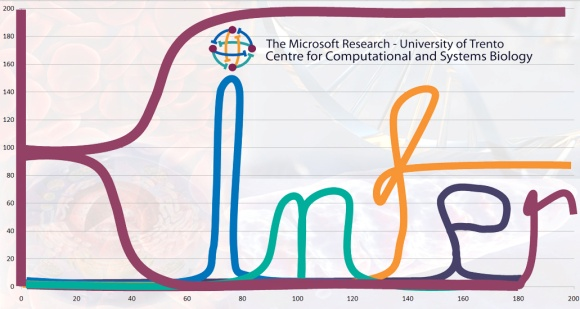 200
The Microsoft Research - University of Trento
180
Centre for Computational and Systems Biology
160
140
120
100
KInfer
80
60
40
20
0
0 20 40 60 80 100 120 140 160 180 200